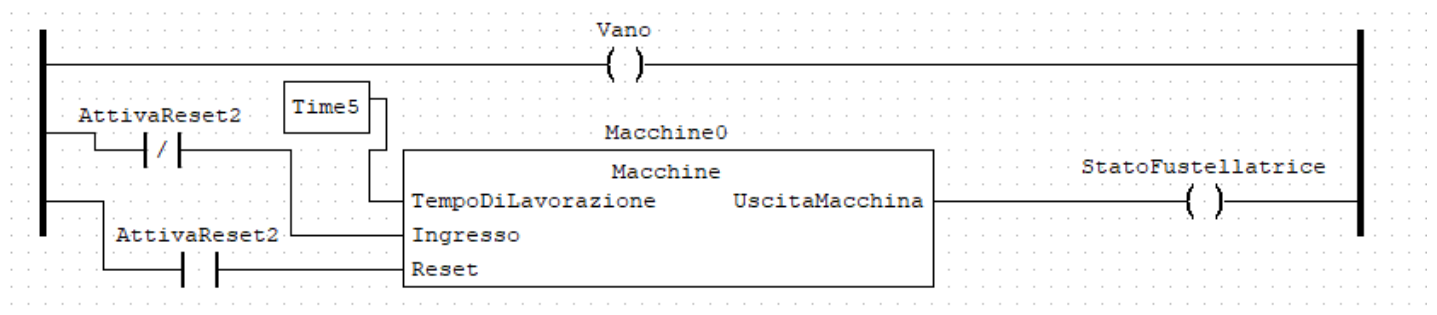 Vano
Time5
AttivaReset2
Macchine0
/
Macchine
StatoFustellatrice
TempoDiLavorazione UscitaMacchina
AttivaReset2
Ingresso
Reset